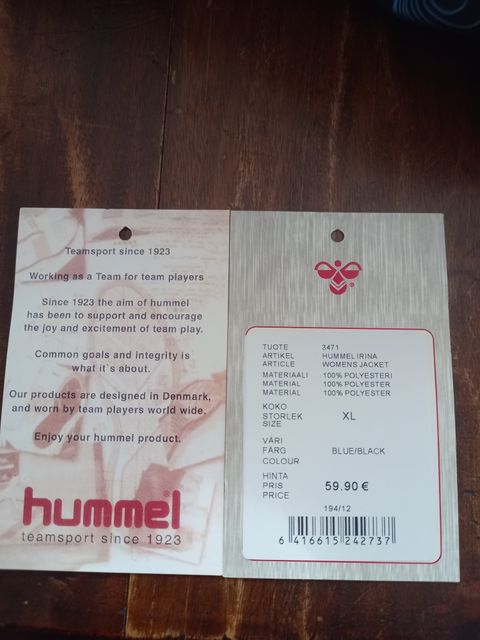 Teamsport since 1923
Working as a Team for team players
Since 1923 the aim of hummel
has been to support and encourage
the joy and excitement of team play.
Common goals and integrity is
what it`s about.
Our products are designed in Denmark,
and worn by team players world wide.
Enjoy your hummel product.
hummel®
teamsport since 1923
®
TUOTE 3471
ARTIKEL HUMMEL IRINA
ARTICLE WOMENS JACKET
MATERIAALI 100% POLYESTERI
MATERIAL 100% POLYESTER
MATERIAL 100% POLYESTER
KOKO
STORLEK XL
SIZE
VÄRI
FÄRG BLUE/BLACK
COLOUR
HINTA
PRIS 59.90 €
PRICE
194/12
6 416615 242737